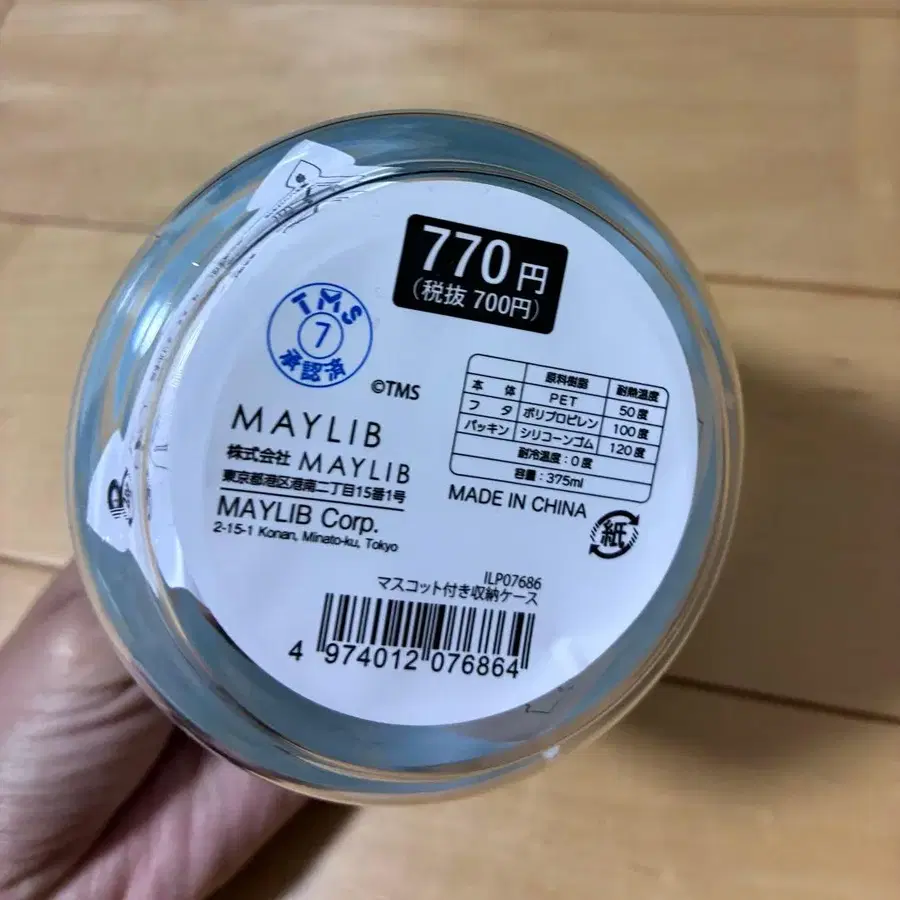 770円
(税抜 700円)
TMS
7
承認済
©TMS
MAYLIB
株式会社 MAYLIB
東京都港区港南二丁目15番1号
MAYLIB Corp.
2-15-1 Konan, Minato-ku, Tokyo
原料樹脂 耐熱温度
本体 PET 50度
フタ ポリプロピレン 100度
パッキン シリコーンゴム 120度
耐冷温度:0度
容量:375ml
MADE IN CHINA
紙
ILP07686
マスコット付き収納ケース
4 974012 076864